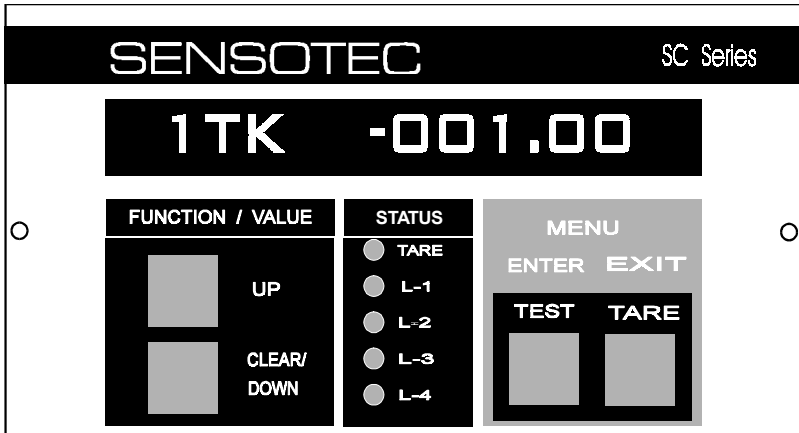 SENSOTEC SC Series
1TK -001.00
FUNCTION / VALUE
UP
CLEAR/
DOWN
STATUS
TARE
L-1
L-2
L-3
L-4
MENU
ENTER EXIT
TEST TARE